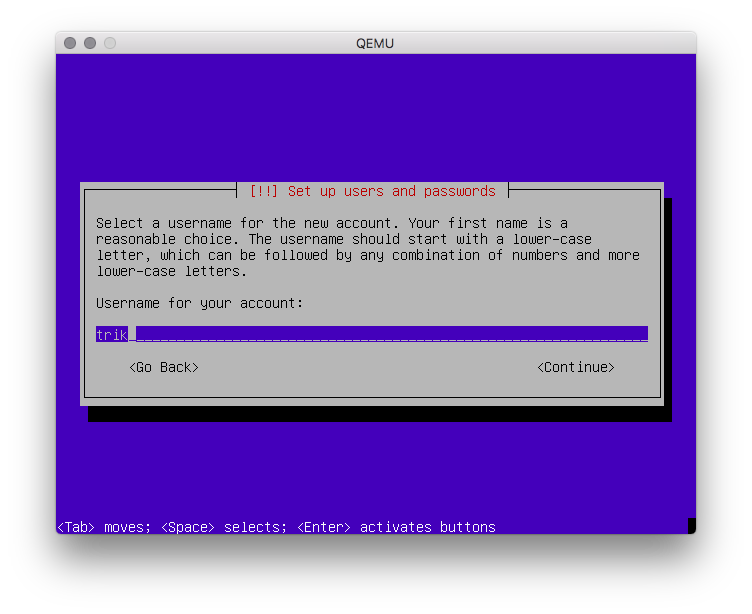 QEMU
[!!] Set up users and passwords
Select a username for the new account. Your first name is a
reasonable choice. The username should start with a lower-case
letter, which can be followed by any combination of numbers and more
lower-case letters.
Username for your account:
trik
<Go Back> <Continue>
<Tab> moves; <Space> selects; <Enter> activates buttons